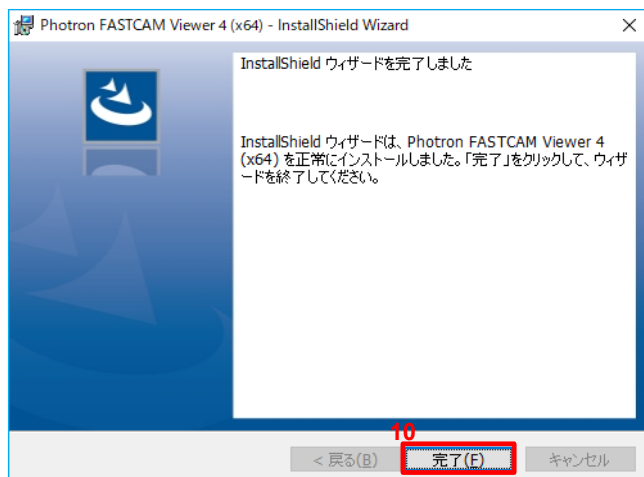 Photron FASTCAM Viewer 4 (x64) - InstallShield Wizard
InstallShield ウィザードを完了しました
InstallShield ウィザードは、Photron FASTCAM Viewer 4
(x64) を正常にインストールしました。「完了」をクリックして、ウィザ
ードを終了してください。
10
< 戻る(B) 完了(F) キャンセル